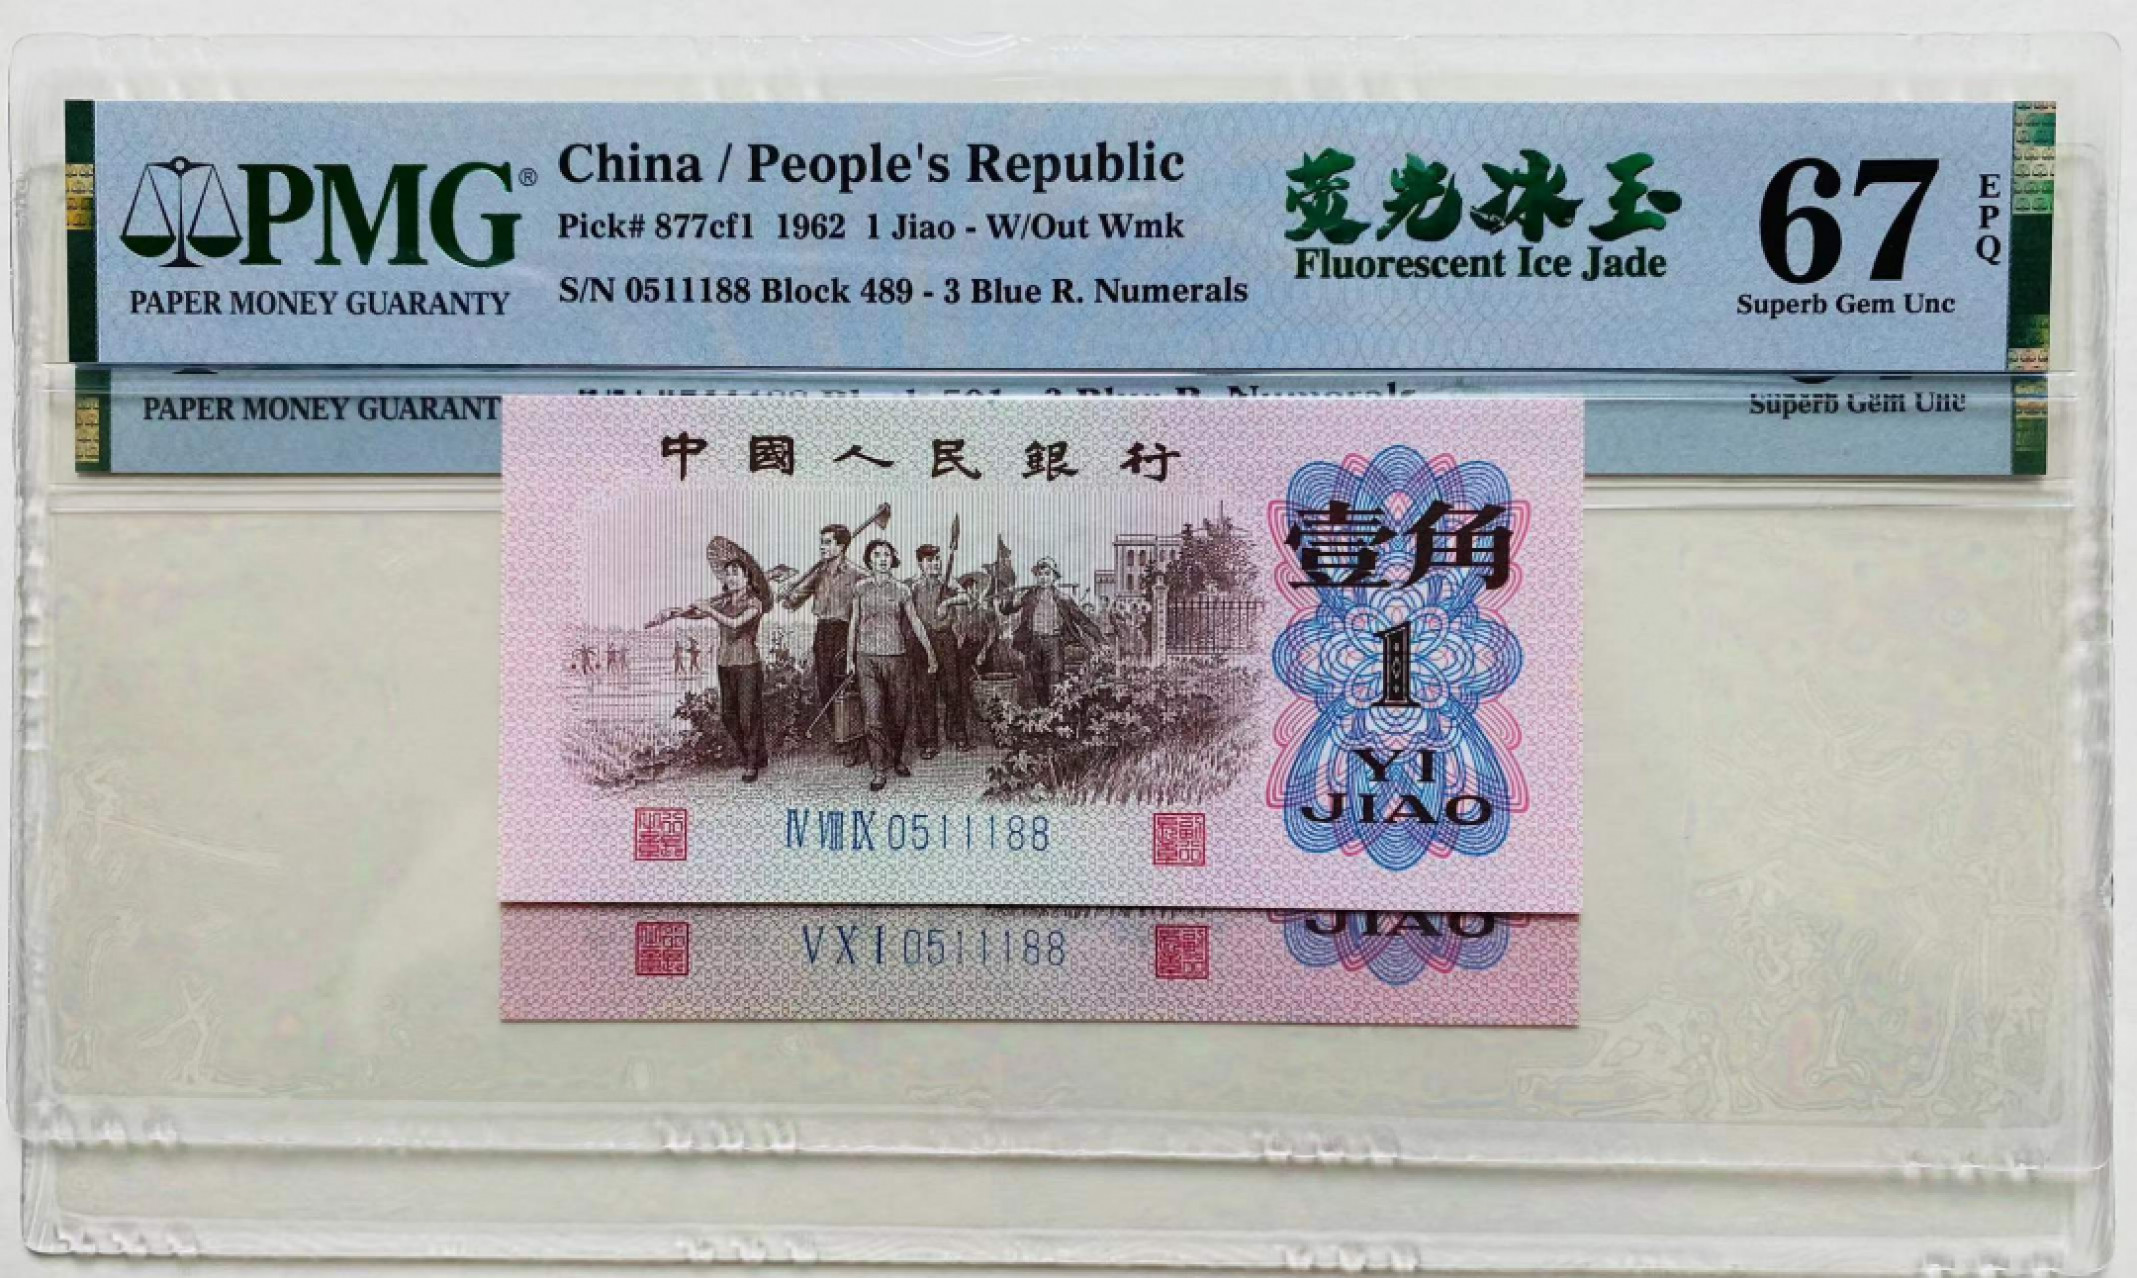 PMG®
PAPER MONEY GUARANTY
China / People's Republic
Pick# 877cf1 1962 1 Jiao - W/Out Wmk
S/N 0511188 Block 489 - 3 Blue R. Numerals
荧光冰玉
Fluorescent Ice Jade
67
EPQ
Superb Gem Unc
PAPER MONEY GUARANT
Superb Gem Unc
中國人民銀行
壹角
1
YI
JIAO
Ⅳ Ⅷ Ⅸ 0511188
JIAO
Ⅴ Ⅹ Ⅰ 0511188